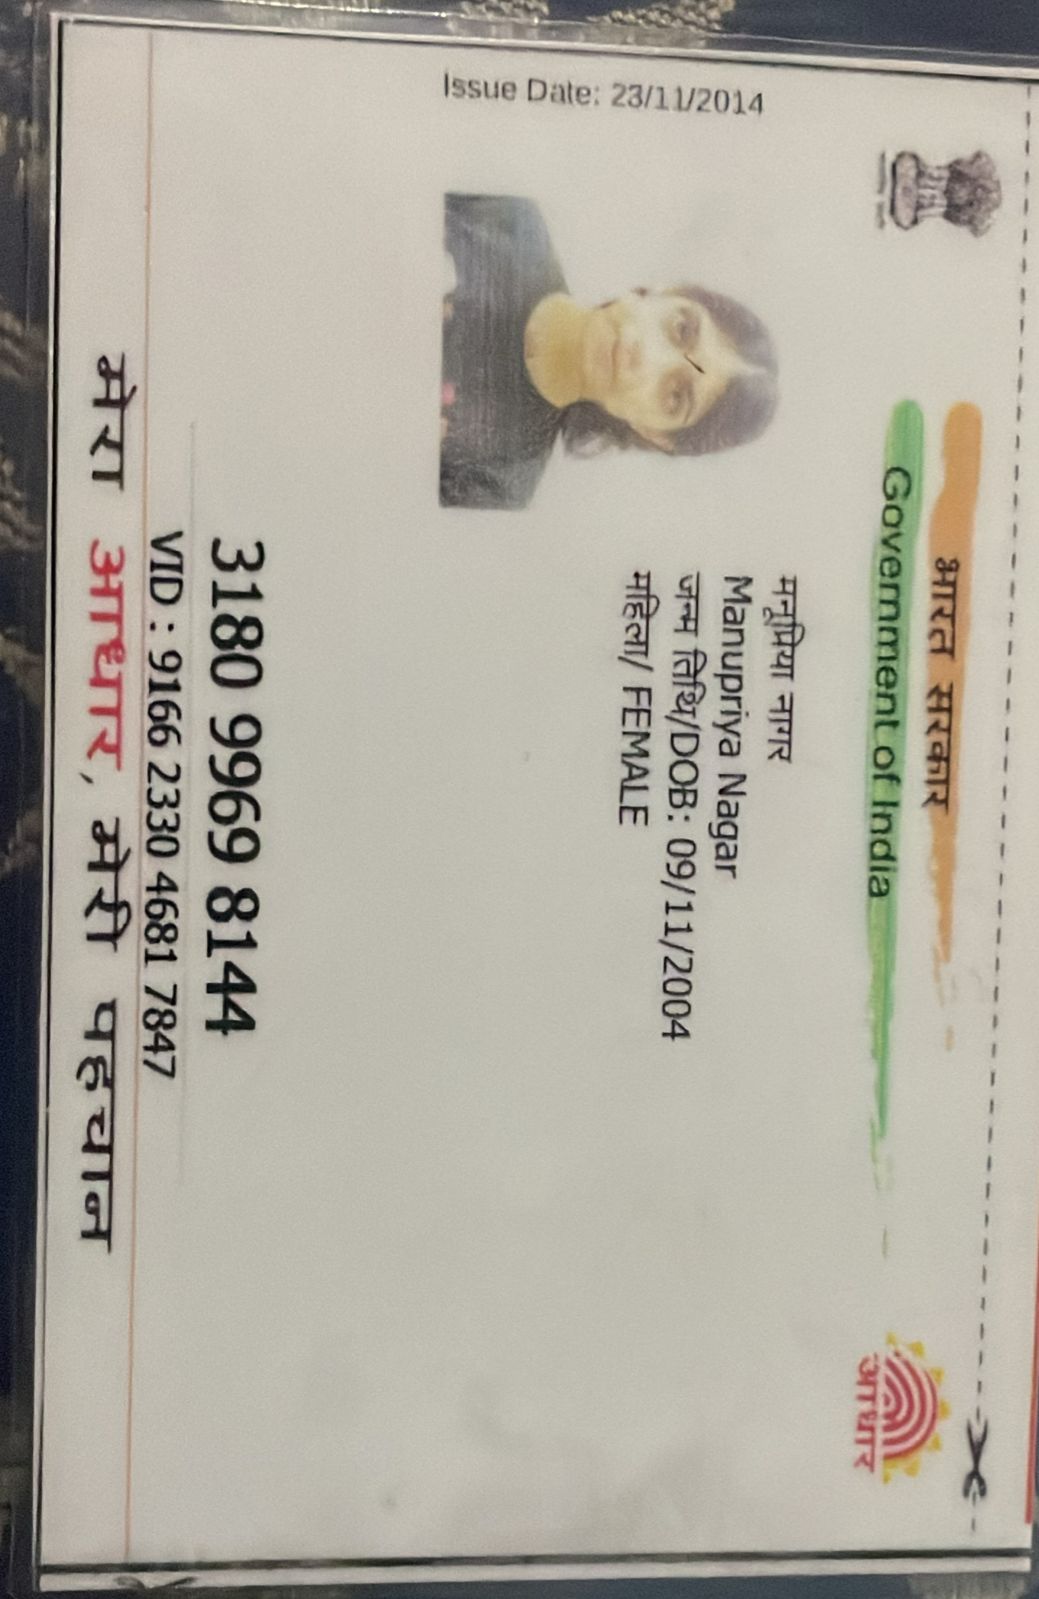 भारत सरकार
Government of India
Issue Date: 23/11/2014
मनुप्रिया नागर
Manupriya Nagar
जन्म तिथि/DOB: 09/11/2004
महिला/ FEMALE
3180 9969 8144
VID : 9166 2330 4681 7847
मेरा आधार, मेरी पहचान
आधार